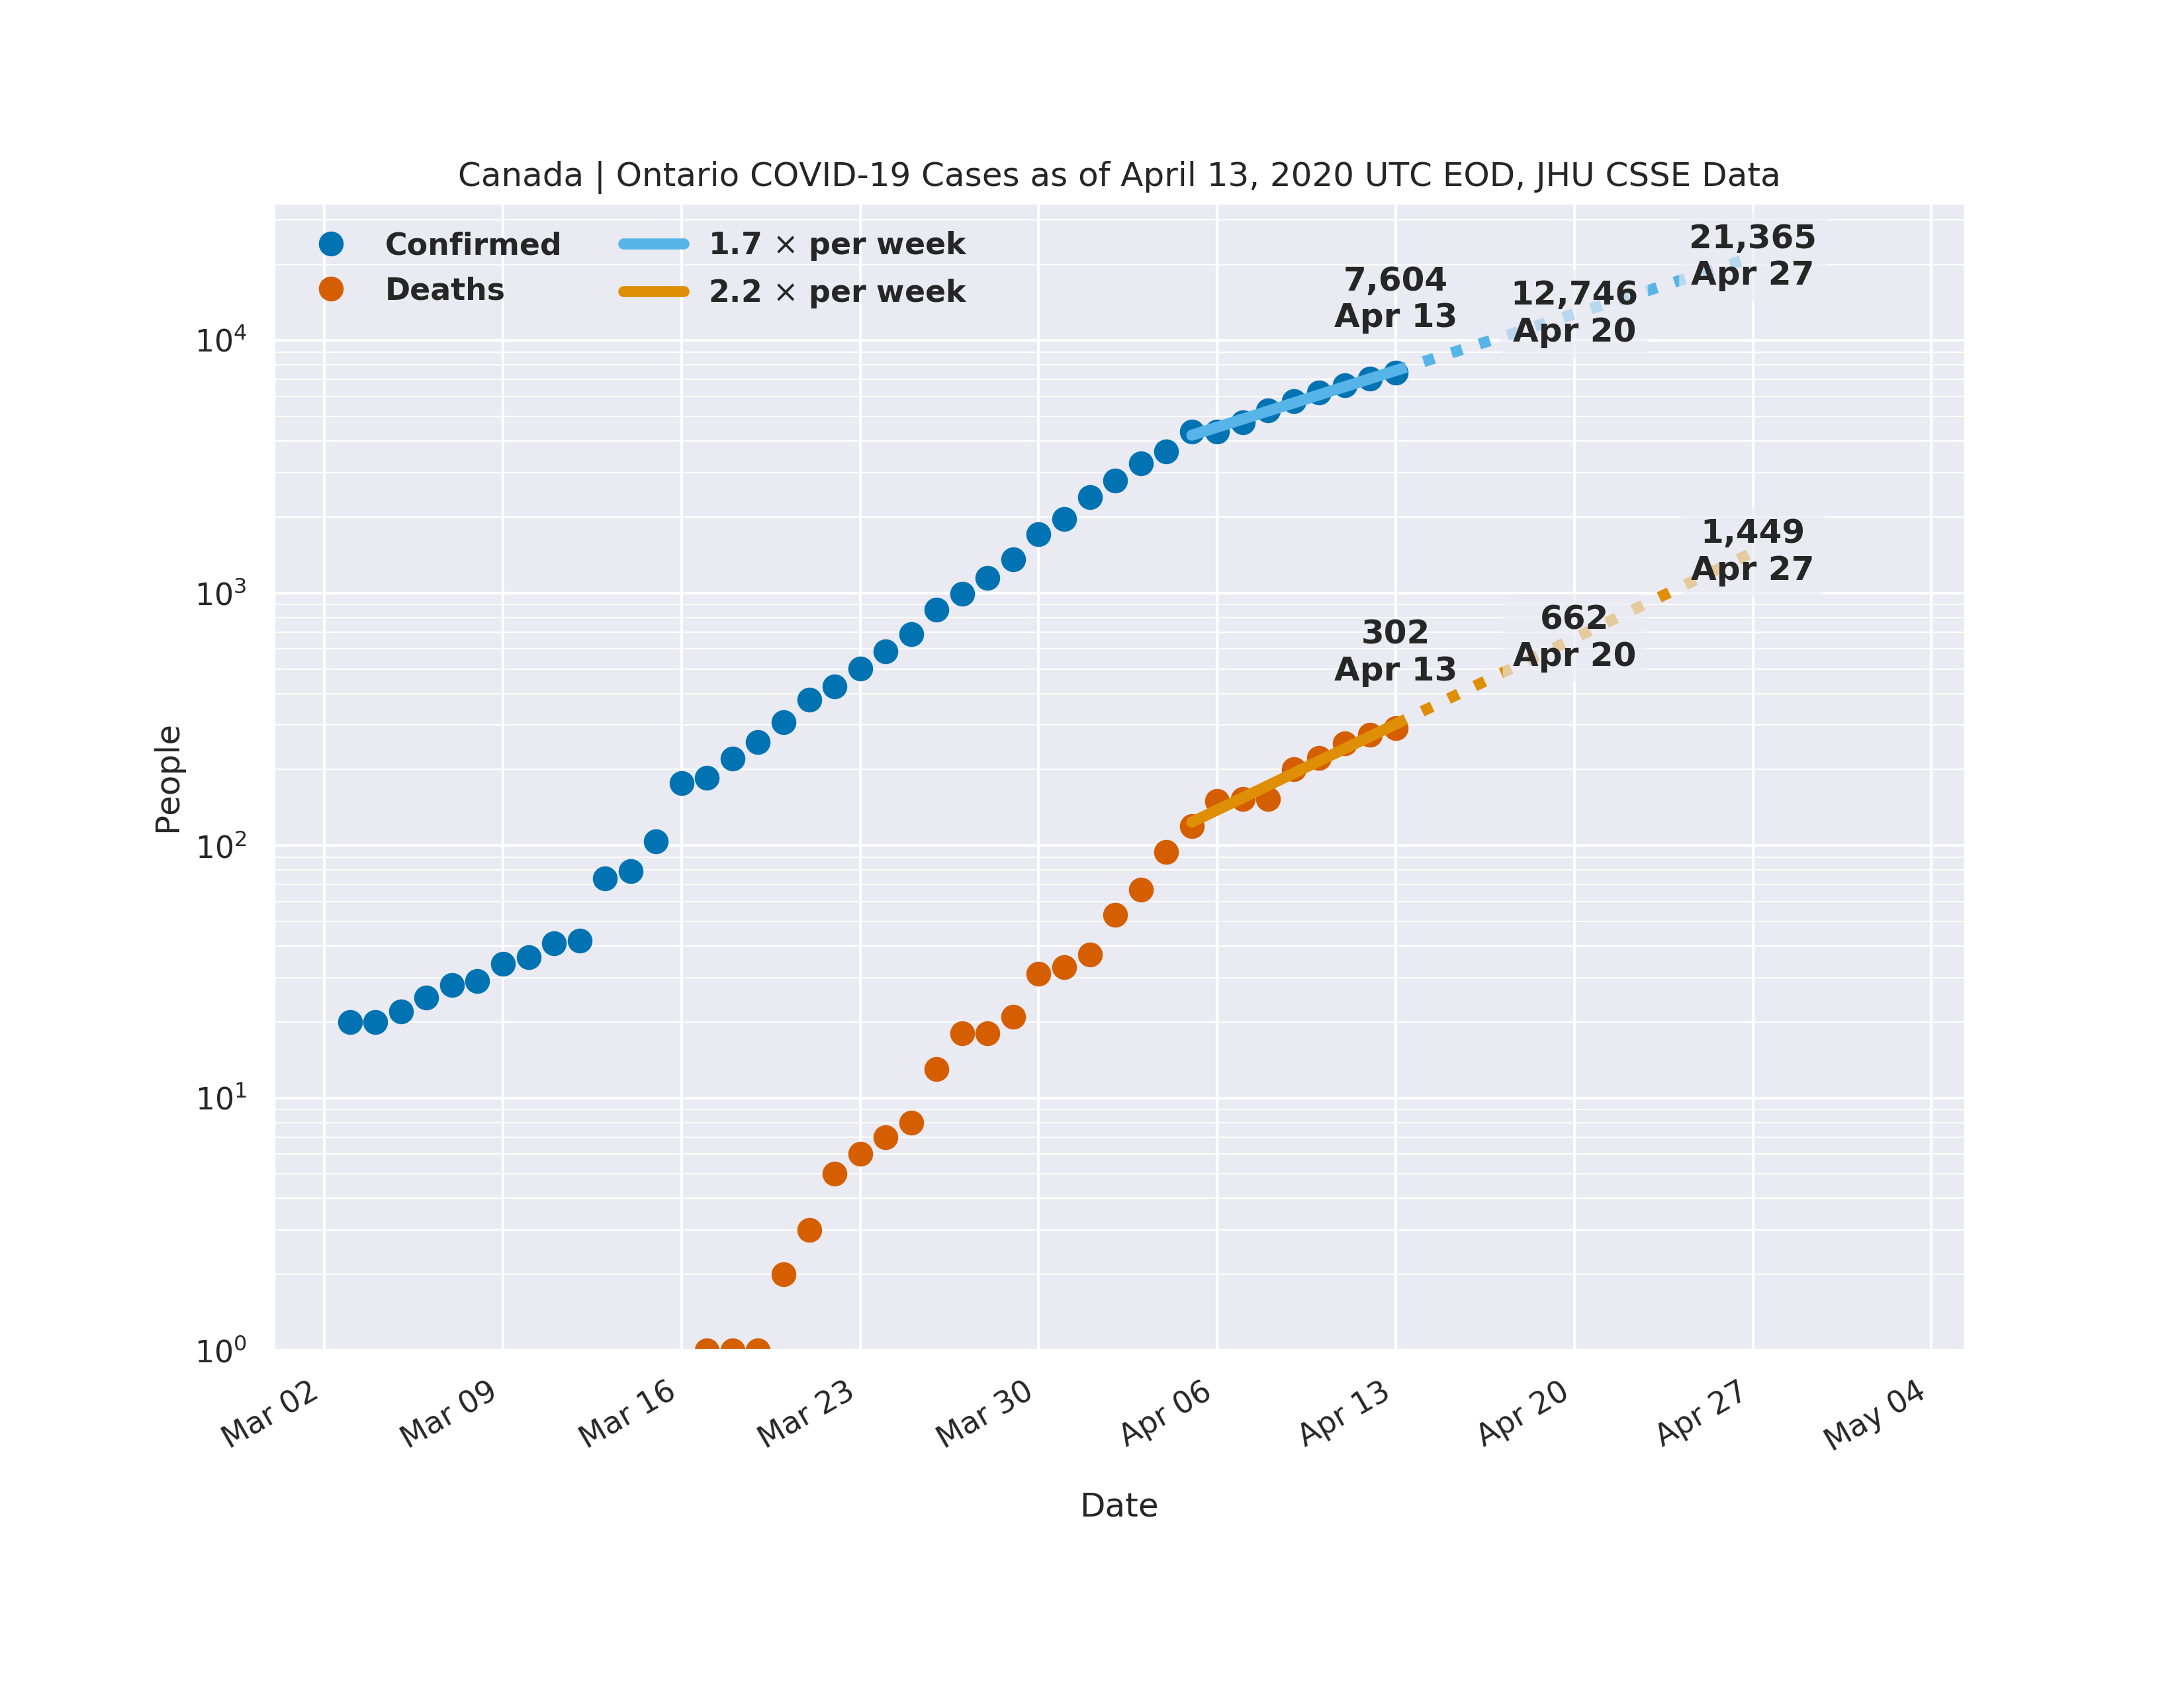 Canada | Ontario COVID-19 Cases as of April 13, 2020 UTC EOD, JHU CSSE Data
Confirmed
Deaths
1.7 × per week
2.2 × per week
7,604
Apr 13
12,746
Apr 20
21,365
Apr 27
302
Apr 13
662
Apr 20
1,449
Apr 27
People
10⁴
10³
10²
10¹
10⁰
Mar 02
Mar 09
Mar 16
Mar 23
Mar 30
Apr 06
Apr 13
Apr 20
Apr 27
May 04
Date